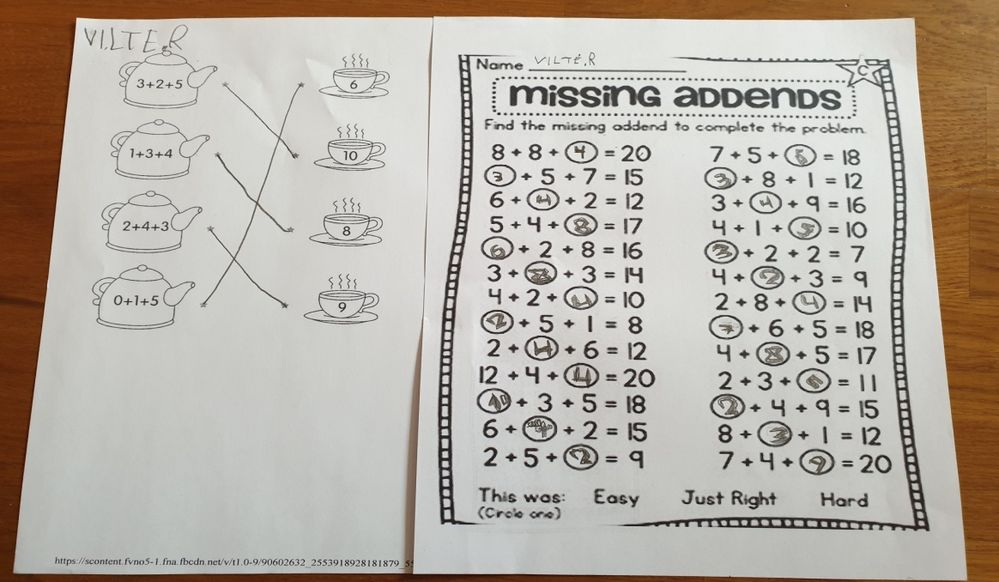 VILTE.R
3+2+5
6
1+3+4
10
2+4+3
8
0+1+5
9
https://scontent.fvno5-1.fna.fbcdn.net/v/t1.0-9/90602632_2553918928181879_5
Name VILTĖ.R
C
missing addends
Find the missing addend to complete the problem.
8 + 8 + 4 = 20
3 + 5 + 7 = 15
6 + 4 + 2 = 12
5 + 4 + 8 = 17
6 + 2 + 8 = 16
3 + 8 + 3 = 14
4 + 2 + 4 = 10
2 + 5 + 1 = 8
2 + 4 + 6 = 12
12 + 4 + 4 = 20
10 + 3 + 5 = 18
6 + + 2 = 15
2 + 5 + 2 = 9
7 + 5 + 6 = 18
3 + 8 + 1 = 12
3 + 4 + 9 = 16
4 + 1 + 5 = 10
3 + 2 + 2 = 7
4 + 2 + 3 = 9
2 + 8 + 4 = 14
7 + 6 + 5 = 18
4 + 8 + 5 = 17
2 + 3 + = 11
2 + 4 + 9 = 15
8 + 3 + 1 = 12
7 + 4 + 9 = 20
This was: Easy Just Right Hard
(Circle one)